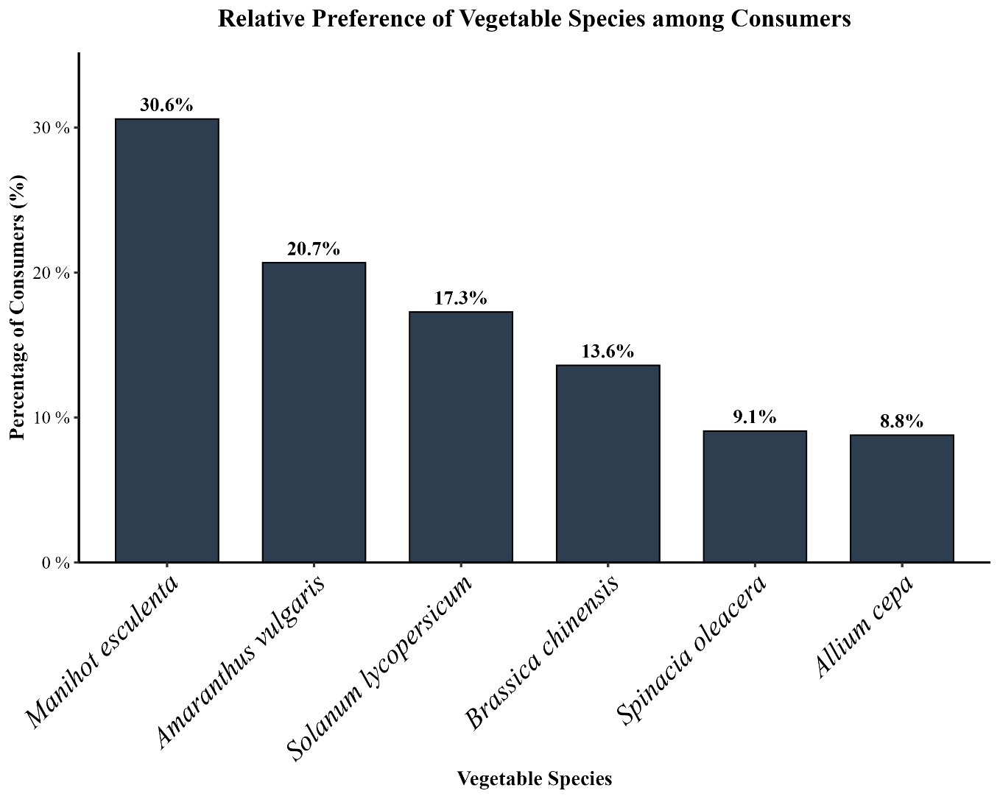 Relative Preference of Vegetable Species among Consumers
Percentage of Consumers (%)
30 %
20 %
10 %
0 %
30.6%
20.7%
17.3%
13.6%
9.1%
8.8%
Manihot esculenta
Amaranthus vulgaris
Solanum lycopersicum
Brassica chinensis
Spinacia oleacera
Allium cepa
Vegetable Species